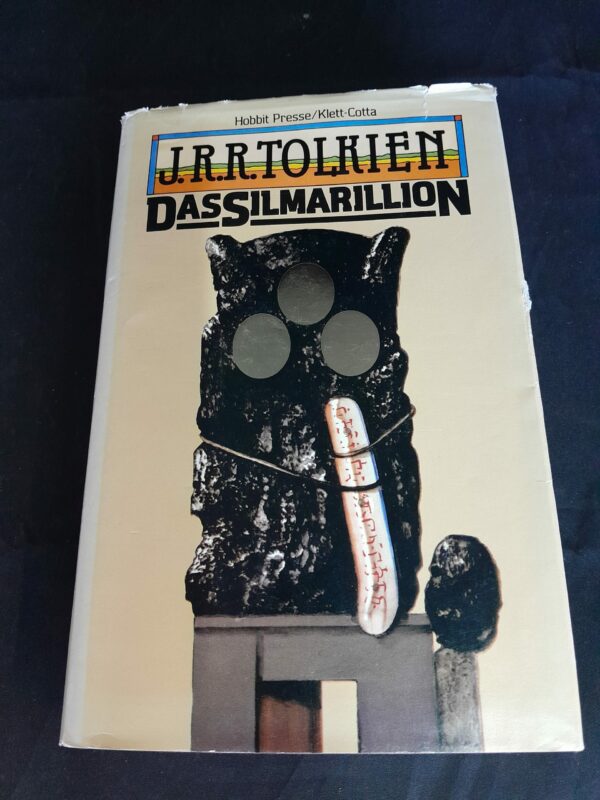 Hobbit Presse/Klett-Cotta
J.R.R.TOLKIEN
DAS SILMARILLION